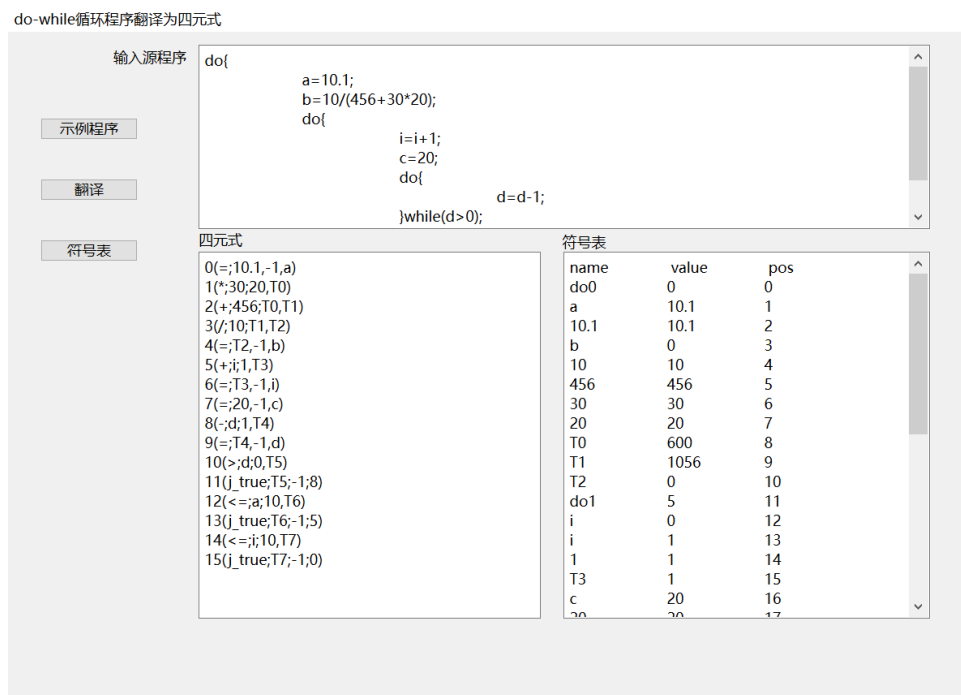 do-while循环程序翻译为四元式
输入源程序
do{
a=10.1;
b=10/(456+30*20);
do{
i=i+1;
c=20;
do{
d=d-1;
}while(d>0);
示例程序
翻译
符号表
四元式
0(=;10.1,-1,a)
1(*;30;20,T0)
2(+;456;T0,T1)
3(/;10;T1,T2)
4(=;T2,-1,b)
5(+;i;1,T3)
6(=;T3,-1,i)
7(=;20,-1,c)
8(-;d;1,T4)
9(=;T4,-1,d)
10(>;d;0,T5)
11(j_true;T5;-1;8)
12(<=;a;10,T6)
13(j_true;T6;-1;5)
14(<=;i;10,T7)
15(j_true;T7;-1;0)
符号表
name value pos
do0 0 0
a 10.1 1
10.1 10.1 2
b 0 3
10 10 4
456 456 5
30 30 6
20 20 7
T0 600 8
T1 1056 9
T2 0 10
do1 5 11
i 0 12
i 1 13
1 1 14
T3 1 15
c 20 16
20 20 17